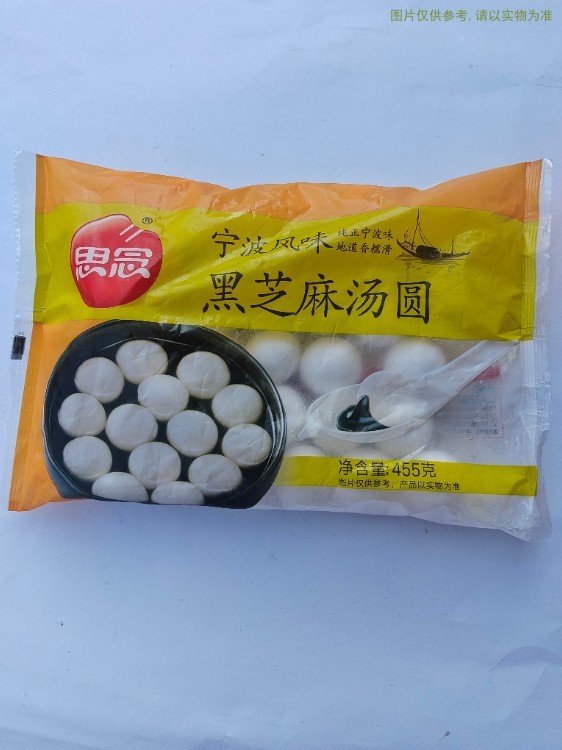 图片仅供参考, 请以实物为准
思念®
宁波风味
纯正宁波味
地道香糯滑
黑芝麻汤圆
净含量: 455克
图片仅供参考，产品以实物为准